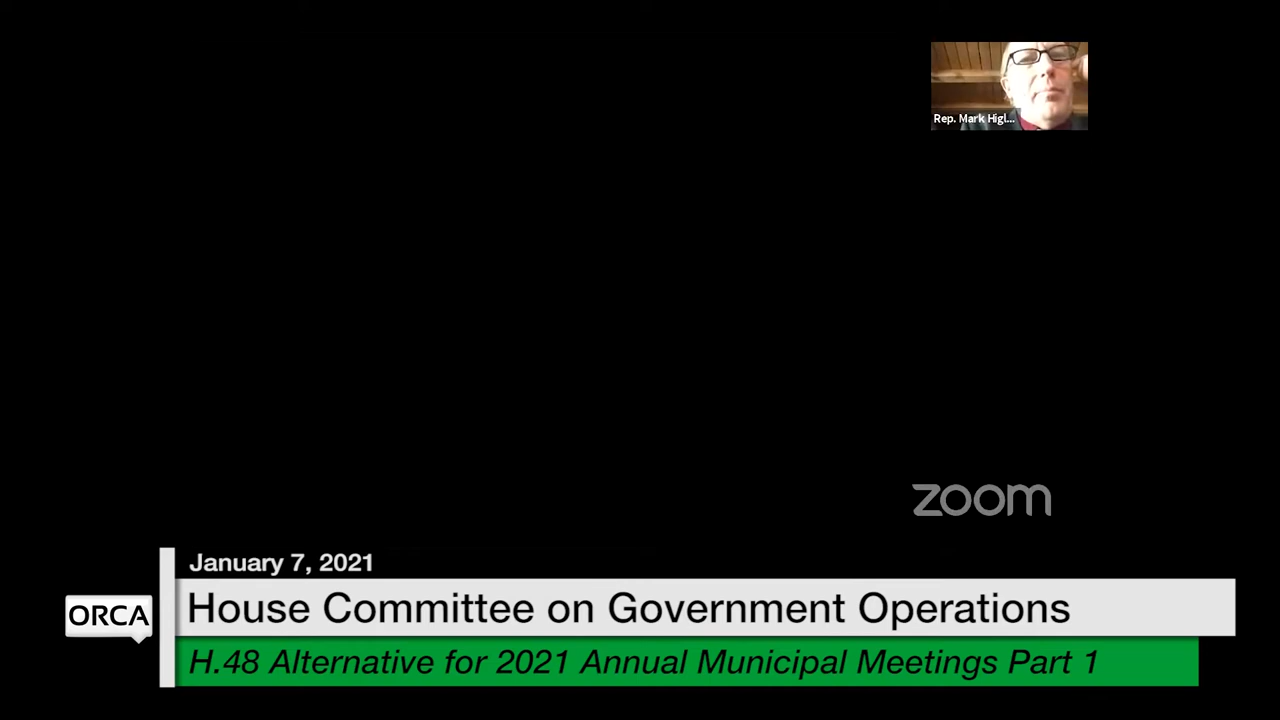 Rep. Mark Higl...
zoom
January 7, 2021
House Committee on Government Operations
ORCA
H.48 Alternative for 2021 Annual Municipal Meetings Part 1